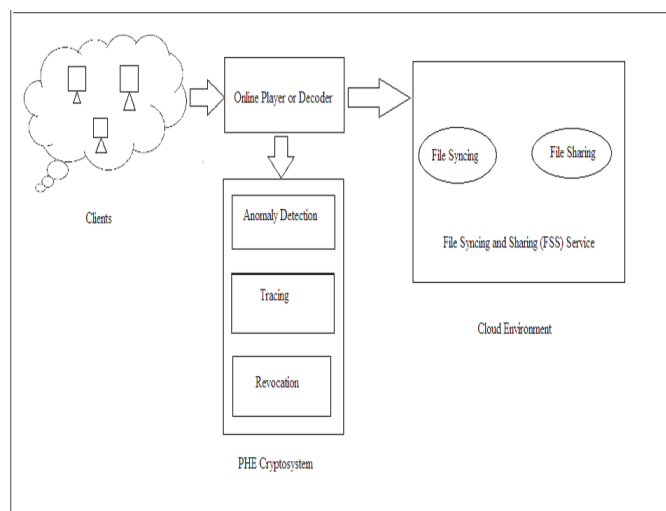 Clients
Online Player or Decoder
Anomaly Detection
Tracing
Revocation
PHE Cryptosystem
File Syncing
File Sharing
File Syncing and Sharing (FSS) Service
Cloud Environment